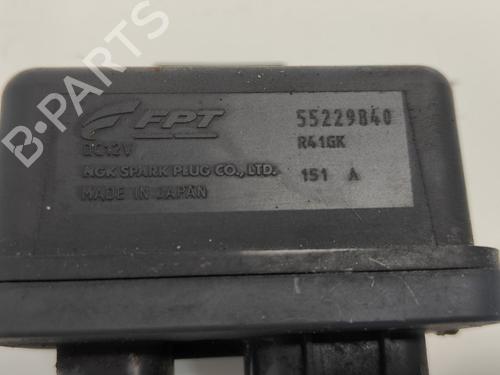 FPT
55229840
DC12V
R41GK
NGK SPARK PLUG CO., LTD.
151 A
MADE IN JAPAN
B-PARTS